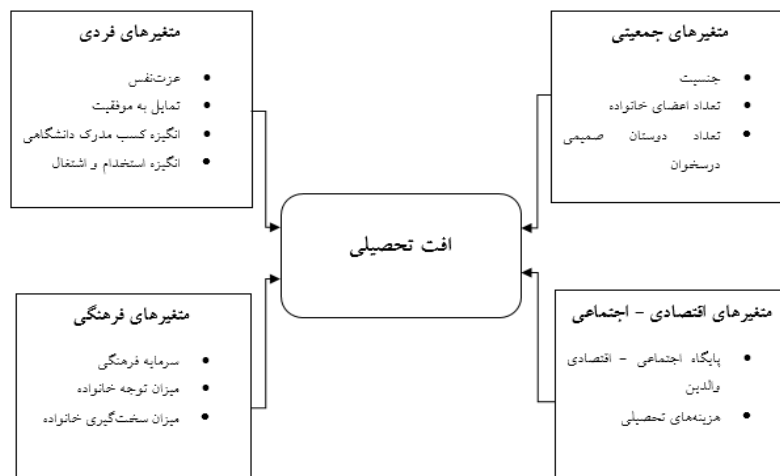 متغیرهای جمعیتی
جنسیت
تعداد اعضای خانواده
تعداد دوستان صمیمی
درسخوان
متغیرهای فردی
عزت‌نفس
تمایل به موفقیت
انگیزه کسب مدرک دانشگاهی
انگیزه استخدام و اشتغال
افت تحصیلی
متغیرهای اقتصادی - اجتماعی
پایگاه اجتماعی - اقتصادی
والدین
هزینه‌های تحصیلی
متغیرهای فرهنگی
سرمایه فرهنگی
میزان توجه خانواده
میزان سخت‌گیری خانواده